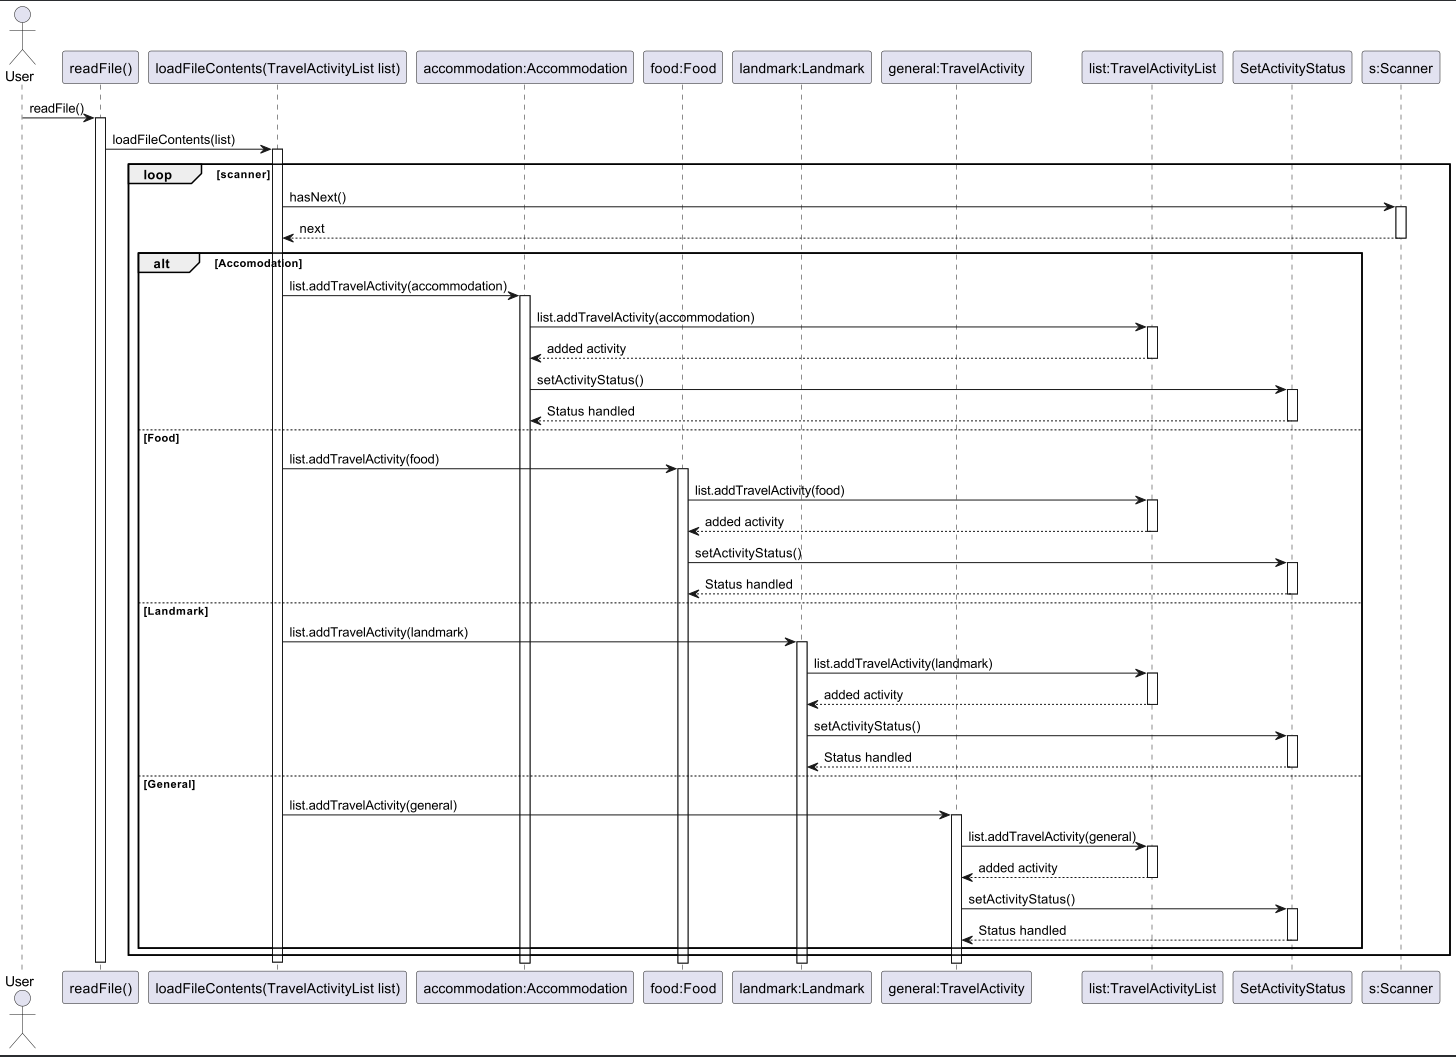 User
readFile()
loadFileContents(TravelActivityList list)
accommodation:Accommodation
food:Food
landmark:Landmark
general:TravelActivity
list:TravelActivityList
SetActivityStatus
s:Scanner
readFile()
loadFileContents(list)
loop
[scanner]
hasNext()
next
alt
[Accomodation]
list.addTravelActivity(accommodation)
list.addTravelActivity(accommodation)
added activity
setActivityStatus()
Status handled
[Food]
list.addTravelActivity(food)
list.addTravelActivity(food)
added activity
setActivityStatus()
Status handled
[Landmark]
list.addTravelActivity(landmark)
list.addTravelActivity(landmark)
added activity
setActivityStatus()
Status handled
[General]
list.addTravelActivity(general)
list.addTravelActivity(general)
added activity
setActivityStatus()
Status handled
User
readFile()
loadFileContents(TravelActivityList list)
accommodation:Accommodation
food:Food
landmark:Landmark
general:TravelActivity
list:TravelActivityList
SetActivityStatus
s:Scanner